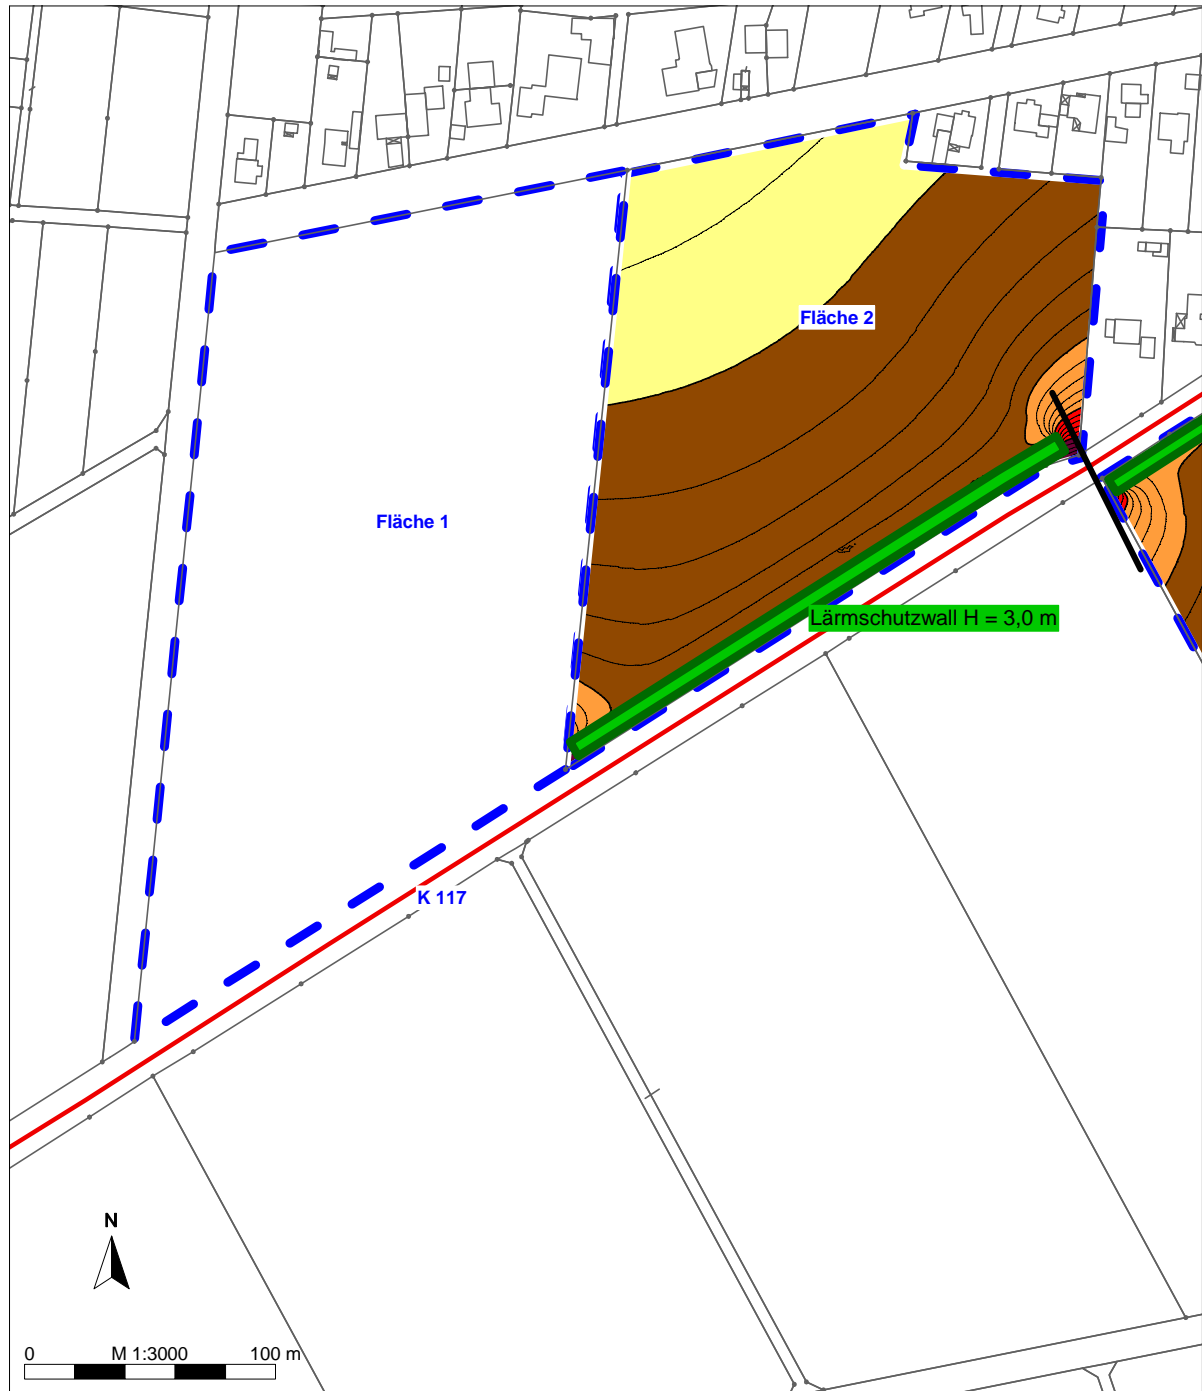 Fläche 2
Fläche 1
Lärmschutzwall H = 3,0 m
K 117
N
0 M 1:3000 100 m